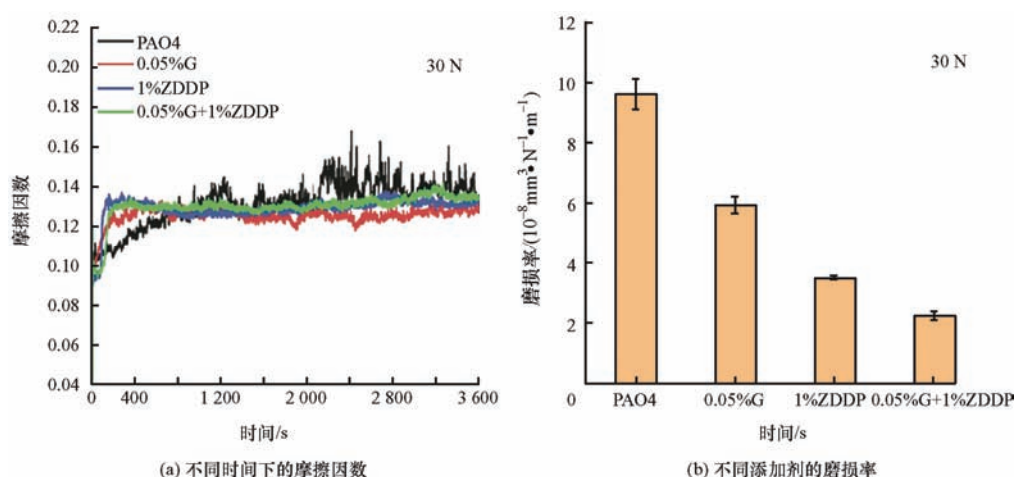 0.22
0.20
0.18
0.16
0.14
0.12
0.10
0.08
0.06
0.04
摩擦因数
PAO4
0.05%G
1%ZDDP
0.05%G+1%ZDDP
30 N
0 400 1 200 2 000 2 800 3 600
时间/s
(a) 不同时间下的摩擦因数
12
10
8
6
4
2
0
磨损率/(10⁻⁸mm³•N⁻¹•m⁻¹)
30 N
PAO4 0.05%G 1%ZDDP 0.05%G+1%ZDDP
时间/s
(b) 不同添加剂的磨损率